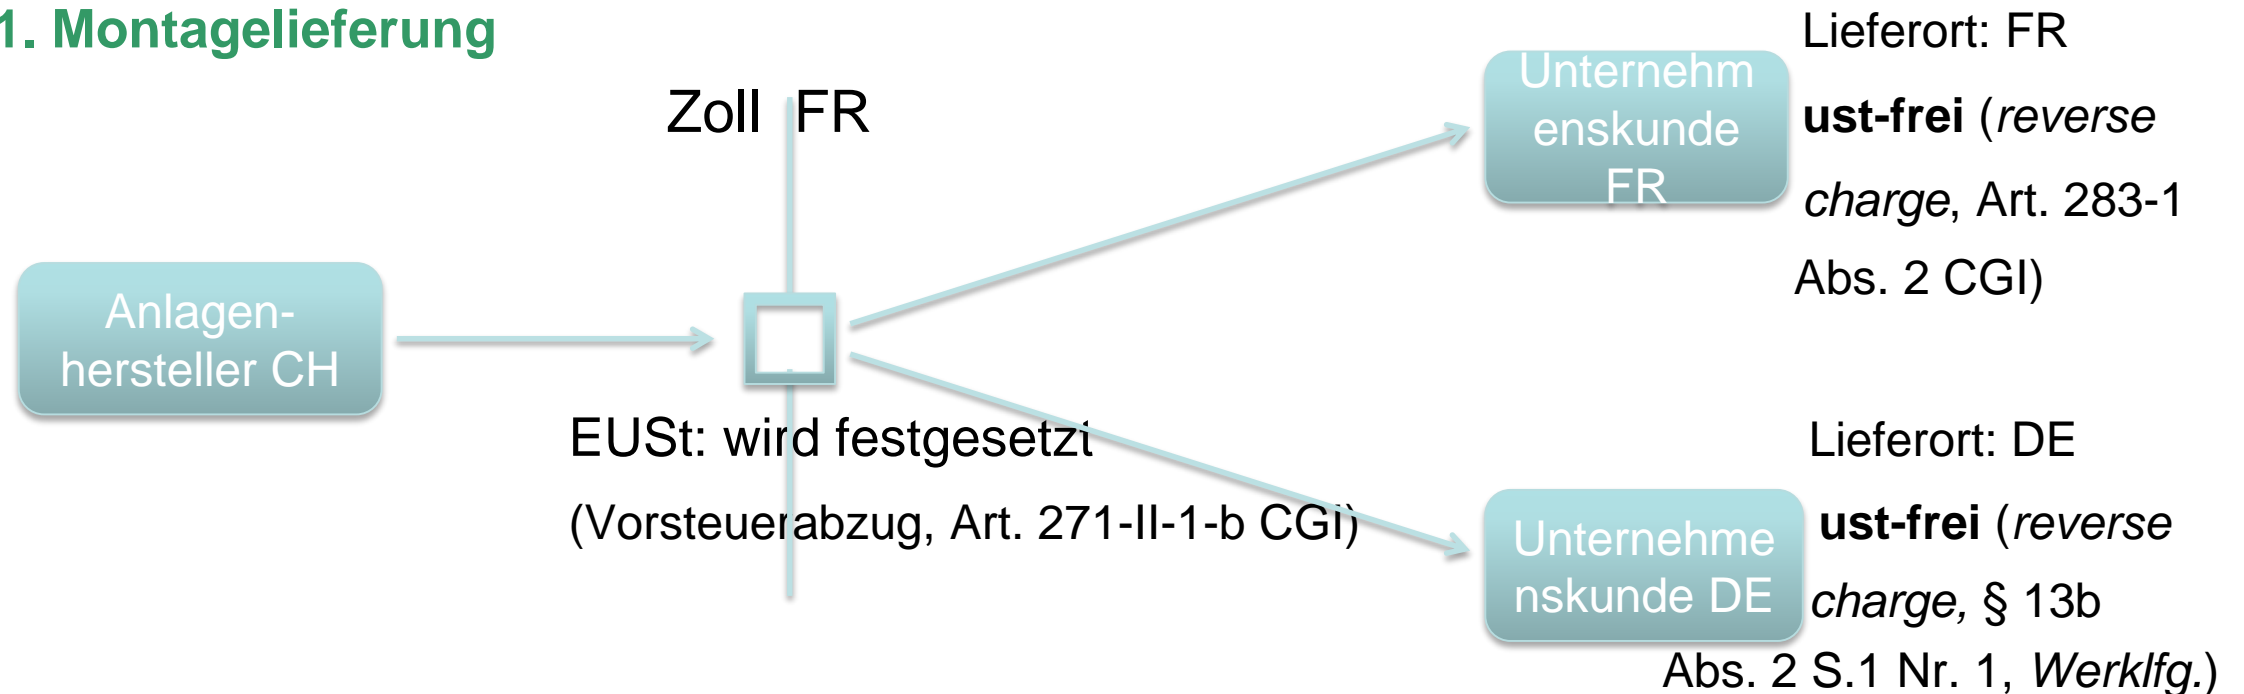 1. Montagelieferung
Zoll FR
Anlagen-
hersteller CH
EUSt: wird festgesetzt
(Vorsteuerabzug, Art. 271-II-1-b CGI)
Unternehm
enskunde
FR
Lieferort: FR
ust-frei (reverse
charge, Art. 283-1
Abs. 2 CGI)
Unternehme
nskunde DE
Lieferort: DE
ust-frei (reverse
charge, § 13b
Abs. 2 S.1 Nr. 1, Werklfg.)